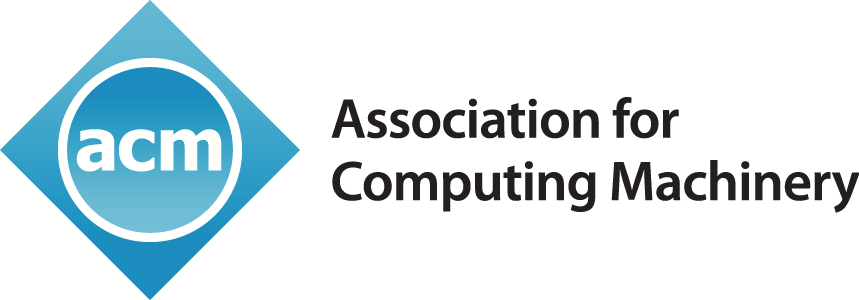 acm
Association for
Computing Machinery